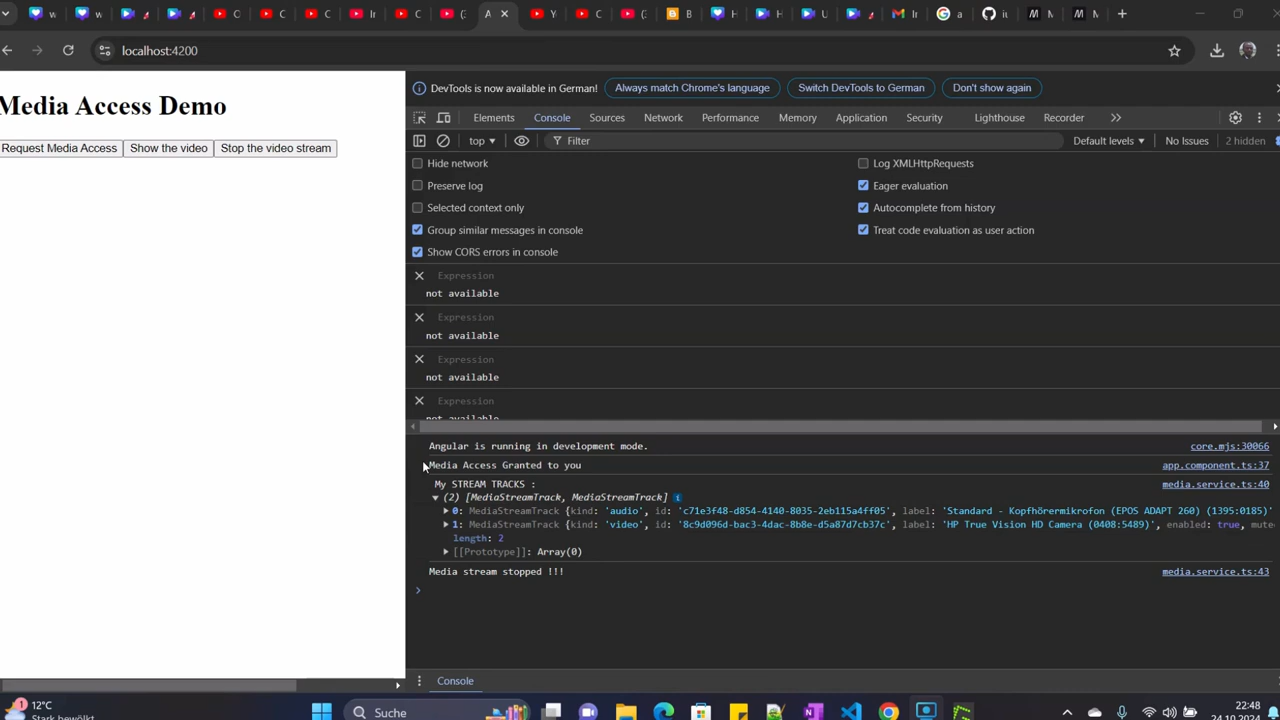 localhost:4200
Media Access Demo
Request Media Access Show the video Stop the video stream
DevTools is now available in German! Always match Chrome's language Switch DevTools to German Don't show again
Elements Console Sources Network Performance Memory Application Security Lighthouse Recorder
top Filter Default levels No Issues 2 hidden
Hide network Log XMLHttpRequests
Preserve log Eager evaluation
Selected context only Autocomplete from history
Group similar messages in console Treat code evaluation as user action
Show CORS errors in console
Expression
not available
Expression
not available
Expression
not available
Expression
not available
Angular is running in development mode. core.mjs:30066
Media Access Granted to you app.component.ts:37
My STREAM TRACKS : media.service.ts:40
(2) [MediaStreamTrack, MediaStreamTrack]
0: MediaStreamTrack {kind: 'audio', id: 'c71e3f48-d854-4140-8035-2eb115a4ff05', label: 'Standard - Kopfhörermikrofon (EPOS ADAPT 260) (1395:0185)'
1: MediaStreamTrack {kind: 'video', id: '8c9d096d-bac3-4dac-8b8e-d5a87d7cb37c', label: 'HP True Vision HD Camera (0408:5489)', enabled: true, mute
length: 2
[[Prototype]]: Array(0)
Media stream stopped !!! media.service.ts:43
Console
12°C
Stark bewölkt
Suche
22:48
24.10.2024